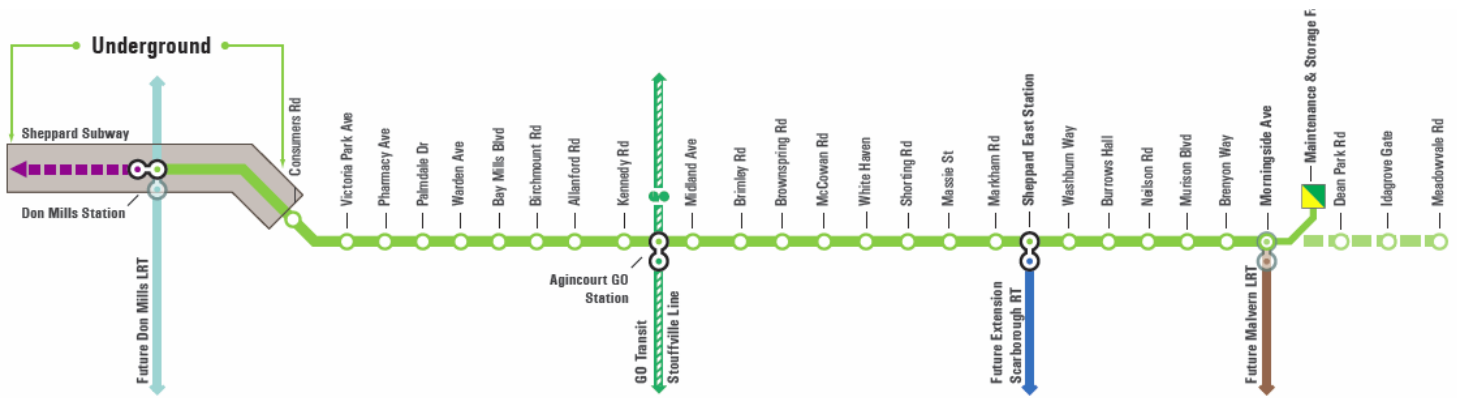 Underground
Sheppard Subway
Don Mills Station
Future Don Mills LRT
Consumers Rd
Victoria Park Ave
Pharmacy Ave
Palmdale Dr
Warden Ave
Bay Mills Blvd
Birchmount Rd
Allanford Rd
Kennedy Rd
Agincourt GO
Station
GO Transit
Stouffville Line
Midland Ave
Brimley Rd
Brownspring Rd
McCowan Rd
White Haven
Shorting Rd
Massie St
Markham Rd
Sheppard East Station
Future Extension
Scarborough RT
Washburn Way
Burrows Hall
Neilson Rd
Murison Blvd
Brenyon Way
Morningside Ave
Future Malvern LRT
Maintenance & Storage F
Dean Park Rd
Idagrove Gate
Meadowvale Rd